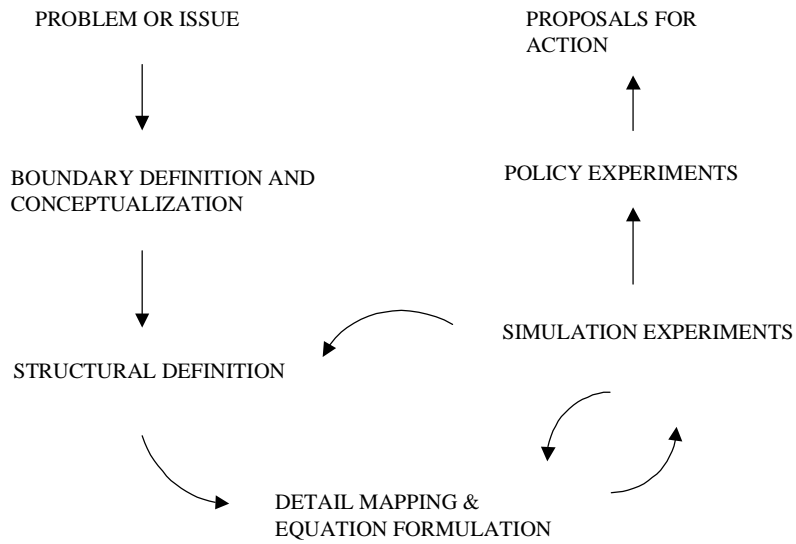 PROBLEM OR ISSUE
PROPOSALS FOR
ACTION
BOUNDARY DEFINITION AND
CONCEPTUALIZATION
POLICY EXPERIMENTS
SIMULATION EXPERIMENTS
STRUCTURAL DEFINITION
DETAIL MAPPING &
EQUATION FORMULATION